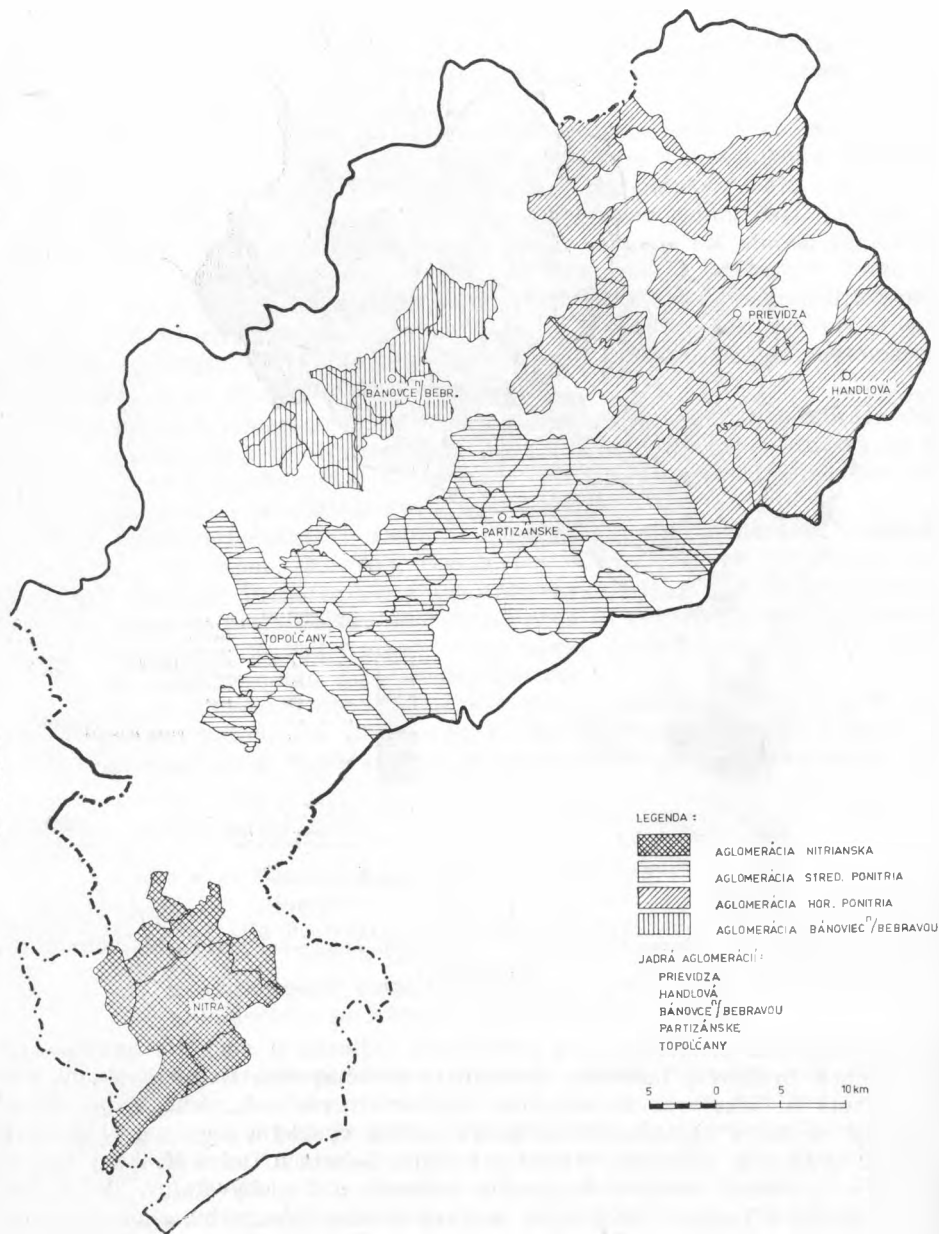 PRIEVIDZA
HANDLOVÁ
BÁNOVCE n/ BEBR.
PARTIZÁNSKE
TOPOĽČANY
NITRA
LEGENDA :
AGLOMERÁCIA NITRIANSKA
AGLOMERÁCIA STRED. PONITRIA
AGLOMERÁCIA HOR. PONITRIA
AGLOMERÁCIA BÁNOVIEC n/BEBRAVOU
JADRÁ AGLOMERÁCIÍ :
PRIEVIDZA
HANDLOVÁ
BÁNOVCE n/BEBRAVOU
PARTIZÁNSKE
TOPOĽČANY
5 0 5 10 km